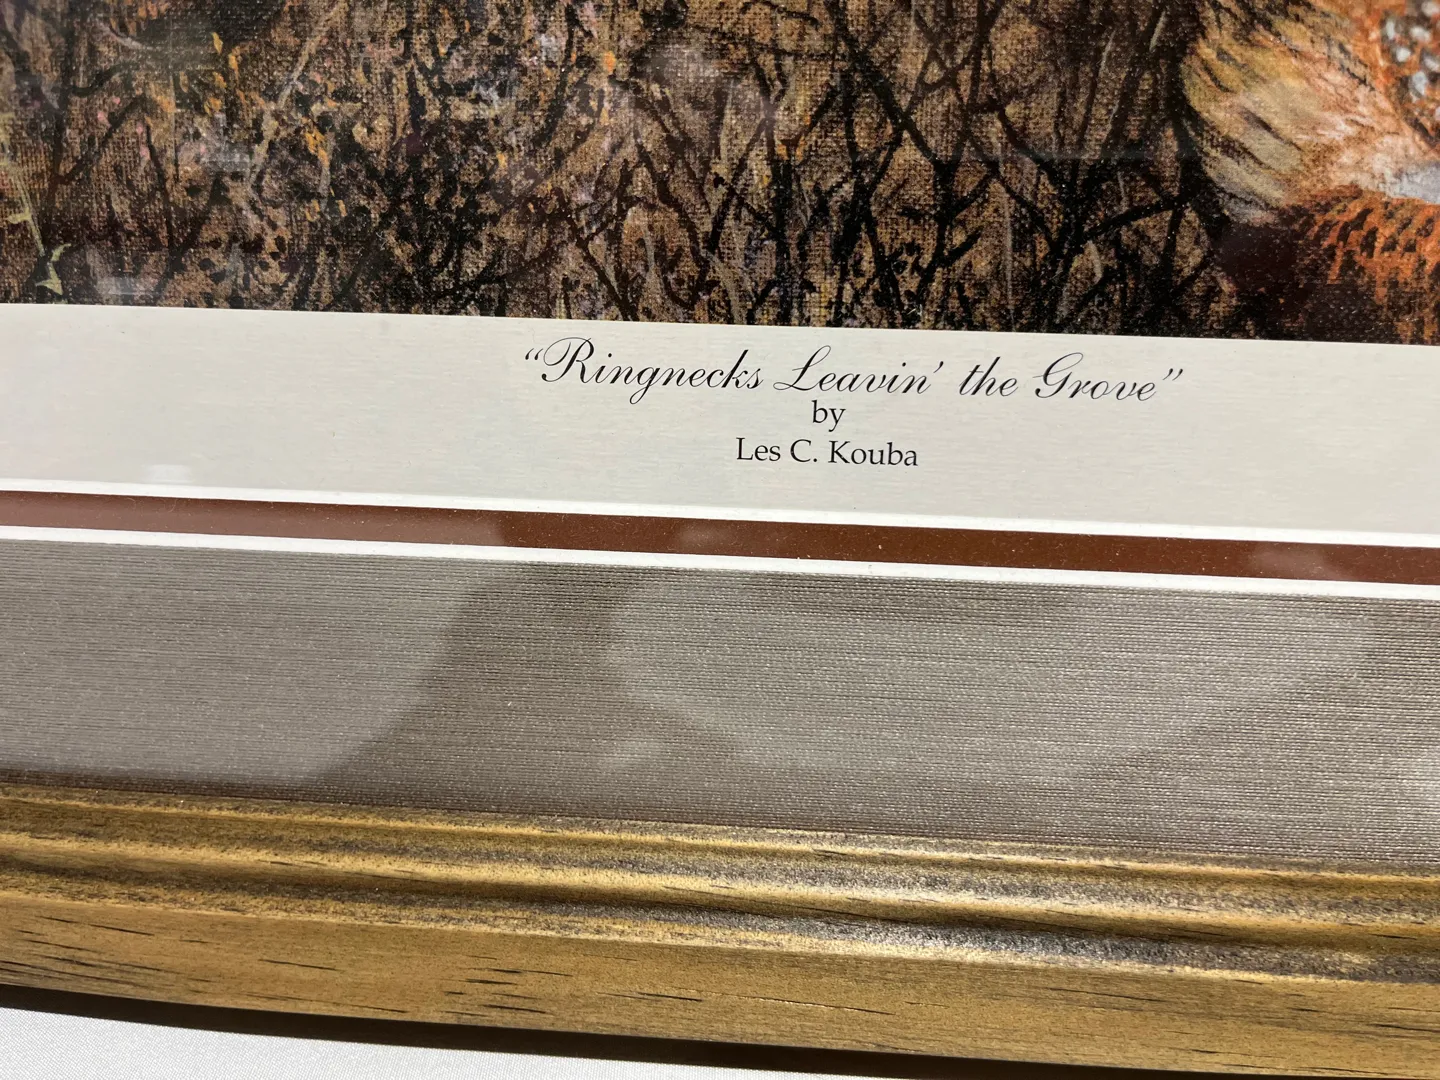 “Ringnecks Leavin’ the Grove”
by
Les C. Kouba